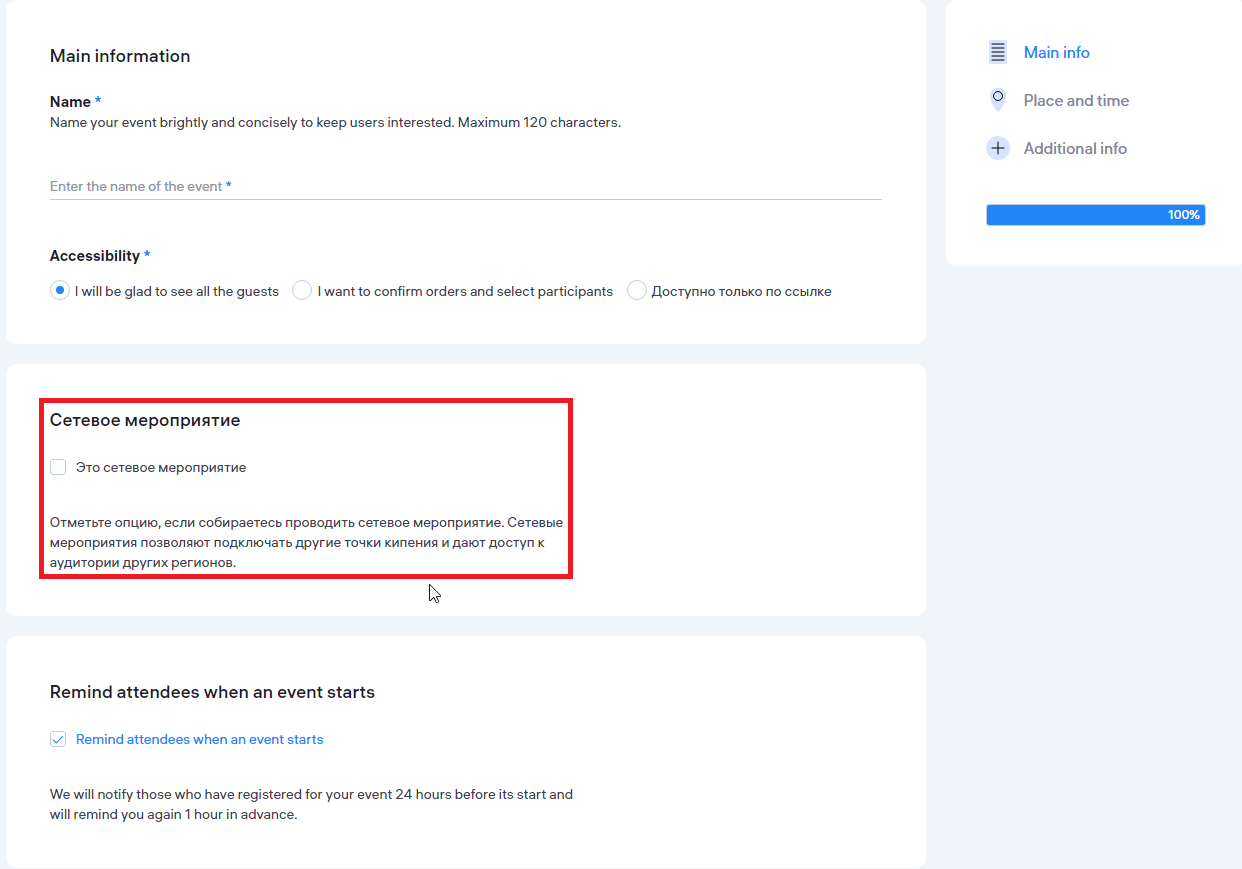 Main information
Name *
Name your event brightly and concisely to keep users interested. Maximum 120 characters.
Enter the name of the event *
Accessibility *
I will be glad to see all the guests I want to confirm orders and select participants Доступно только по ссылке
Сетевое мероприятие
Это сетевое мероприятие
Отметьте опцию, если собираетесь проводить сетевое мероприятие. Сетевые
мероприятия позволяют подключать другие точки кипения и дают доступ к
аудитории других регионов.
Remind attendees when an event starts
Remind attendees when an event starts
We will notify those who have registered for your event 24 hours before its start and
will remind you again 1 hour in advance.
Main info
Place and time
Additional info
100%